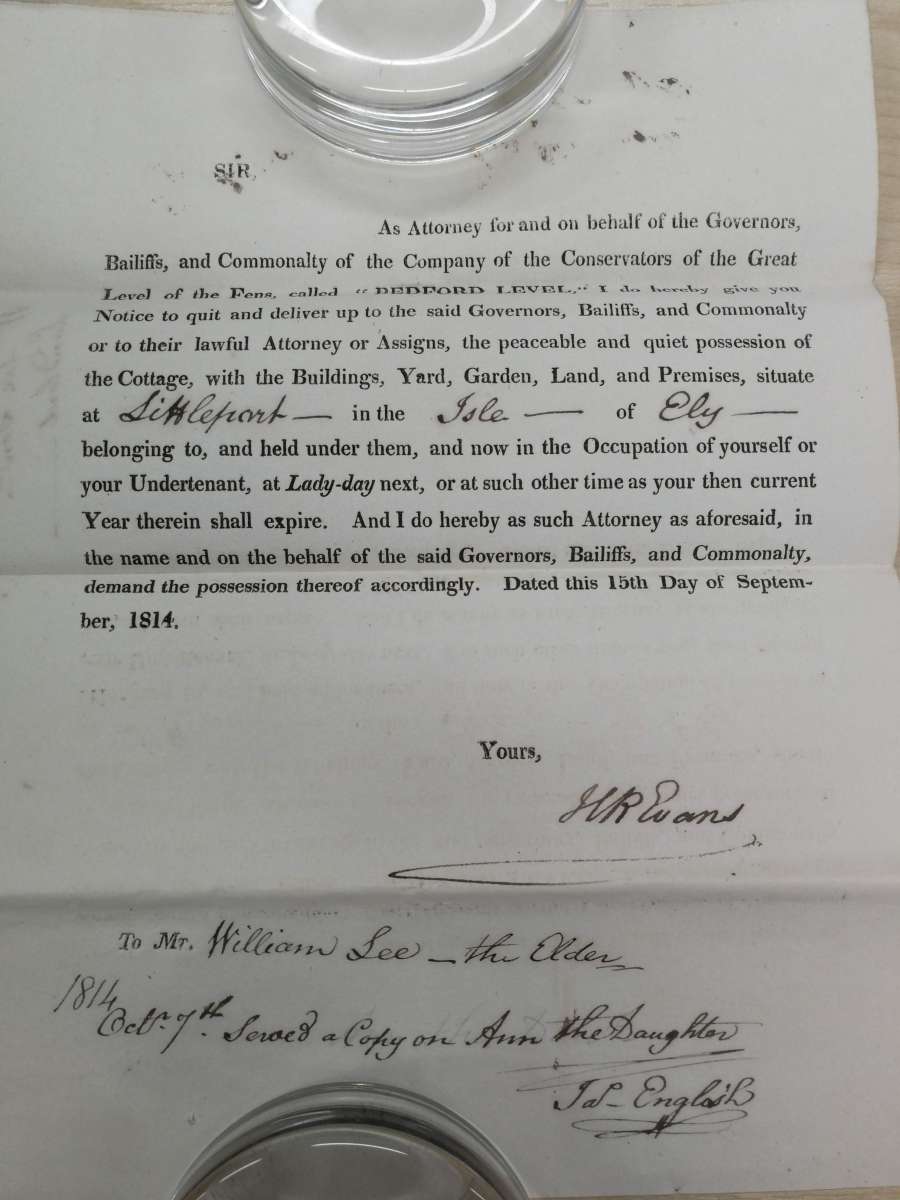 SIR,
As Attorney for and on behalf of the Governors,
Bailiffs, and Commonalty of the Company of the Conservators of the Great
Level of the Fens, called "BEDFORD LEVEL," I do hereby give you
Notice to quit and deliver up to the said Governors, Bailiffs, and Commonalty
or to their lawful Attorney or Assigns, the peaceable and quiet possession of
the Cottage, with the Buildings, Yard, Garden, Land, and Premises, situate
at Littleport — in the Isle — of Ely —
belonging to, and held under them, and now in the Occupation of yourself or
your Undertenant, at Lady-day next, or at such other time as your then current
Year therein shall expire. And I do hereby as such Attorney as aforesaid, in
the name and on the behalf of the said Governors, Bailiffs, and Commonalty,
demand the possession thereof accordingly. Dated this 15th Day of Septem-
ber, 1814.
Yours,
H R Evans
To Mr. William Lee — the Elder
1814
Octr. 7th. Served a Copy on Ann the Daughter
Jas. English